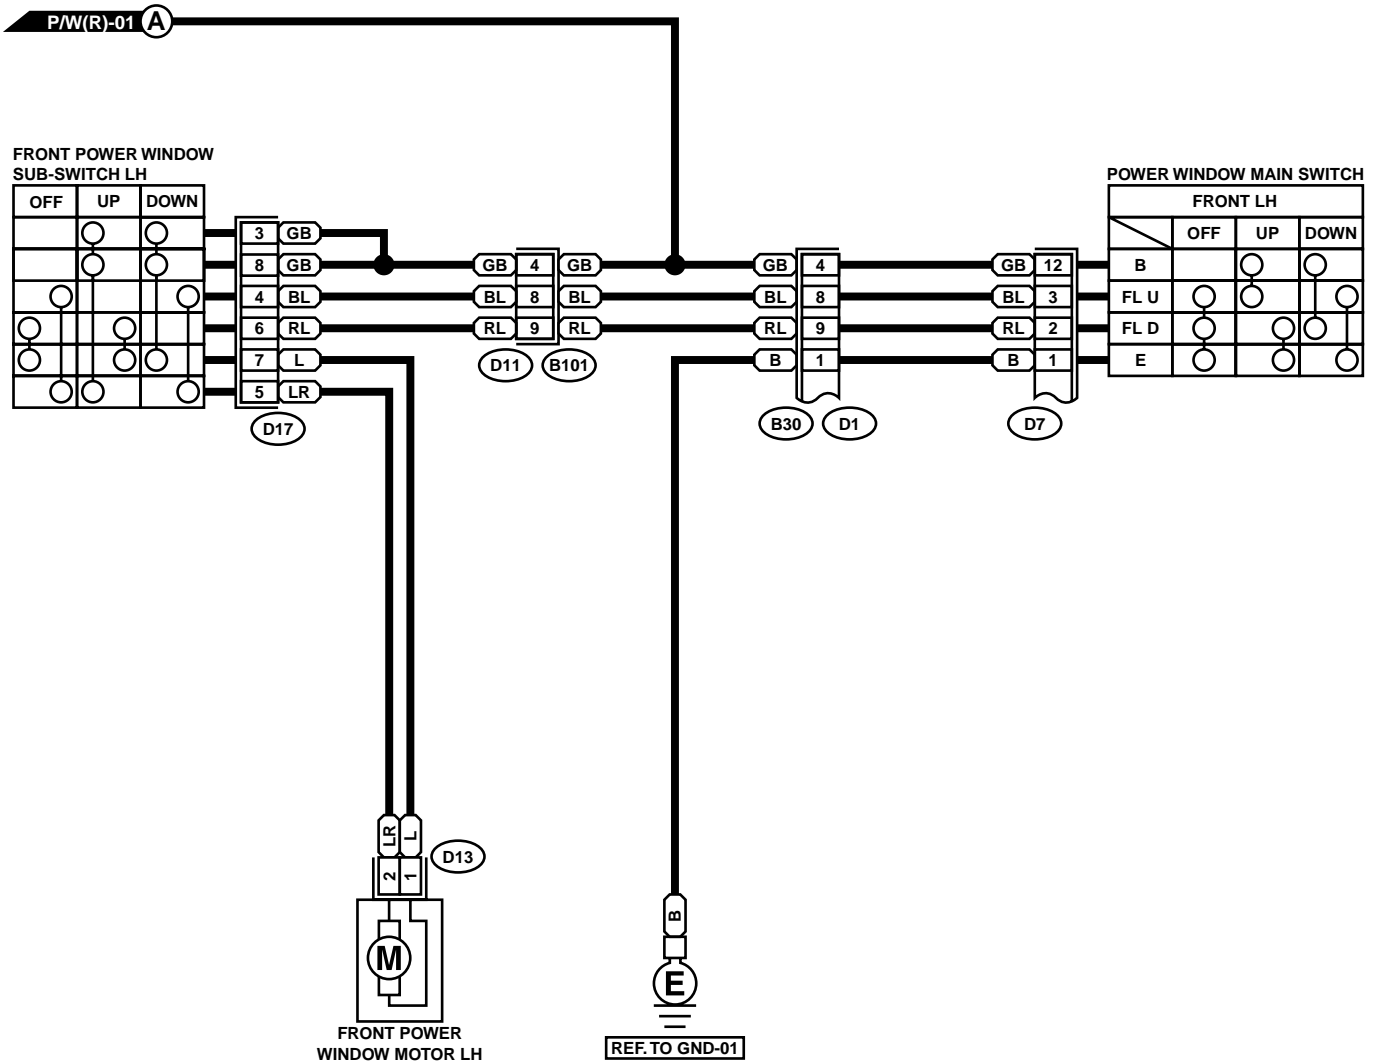 P/W(R)-01 A
FRONT POWER WINDOW
SUB-SWITCH LH
POWER WINDOW MAIN SWITCH
OFF UP DOWN
FRONT LH
OFF UP DOWN
3 GB
8 GB GB 4 GB GB 4 GB 12 B
4 BL BL 8 BL BL 8 BL 3 FL U
6 RL RL 9 RL RL 9 RL 2 FL D
7 L B 1 B 1 E
D11 B101
5 LR
D17 B30 D1 D7
LR L
2 1
D13
B
M
E
FRONT POWER
WINDOW MOTOR LH
REF. TO GND-01